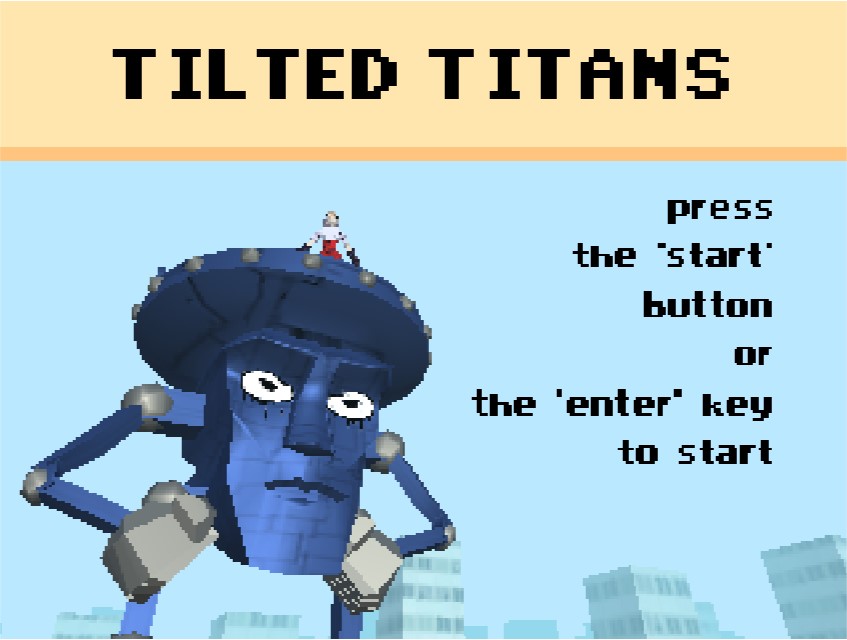 TILTED TITANS
press
the 'start'
button
or
the 'enter' key
to start